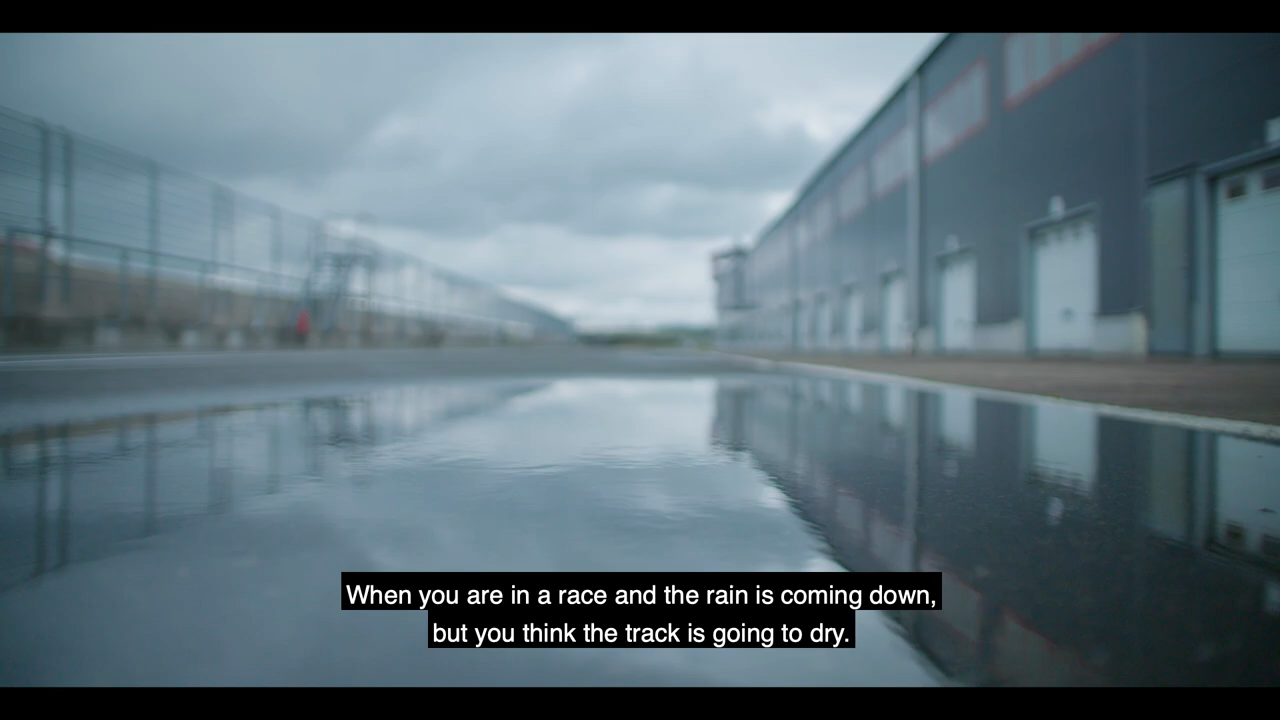 When you are in a race and the rain is coming down,
but you think the track is going to dry.